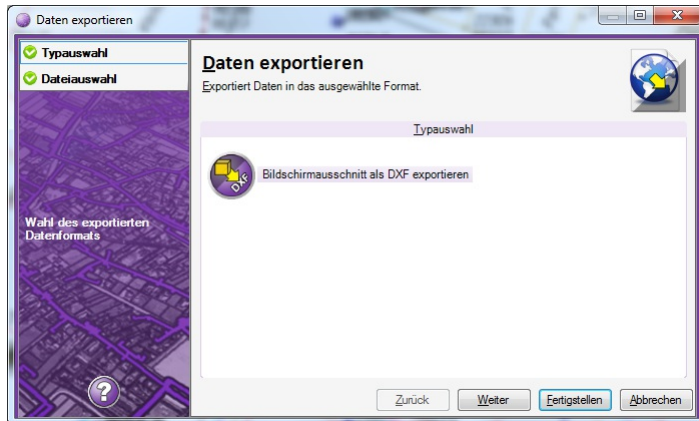 Daten exportieren
Typauswahl
Dateiauswahl
Wahl des exportierten
Datenformats
?
Daten exportieren
Exportiert Daten in das ausgewählte Format.
Typauswahl
DXF
Bildschirmausschnitt als DXF exportieren
Zurück
Weiter
Fertigstellen
Abbrechen